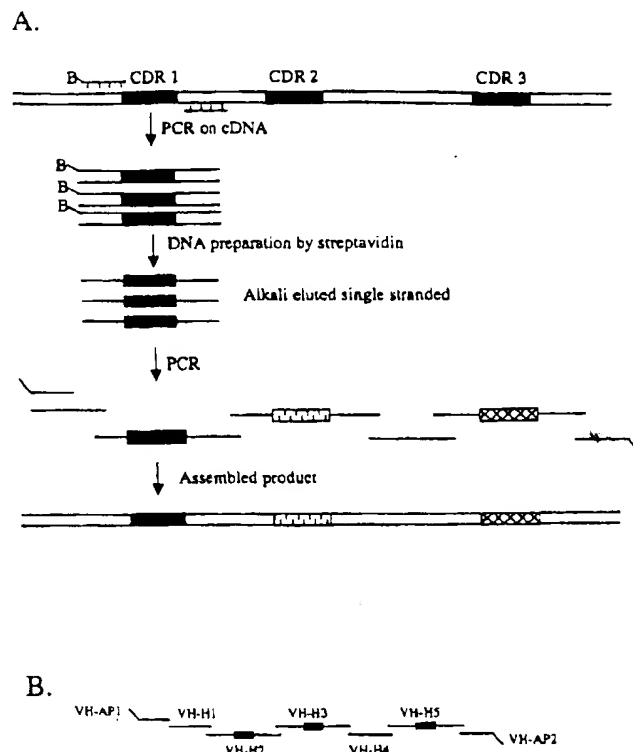 A.
B CDR 1 CDR 2 CDR 3
PCR on cDNA
B
B
B
DNA preparation by streptavidin
Alkali eluted single stranded
PCR
Assembled product
B.
VH-AP1 VH-H1 VH-H3 VH-H5
VH-H2 VH-H4 VH-AP2